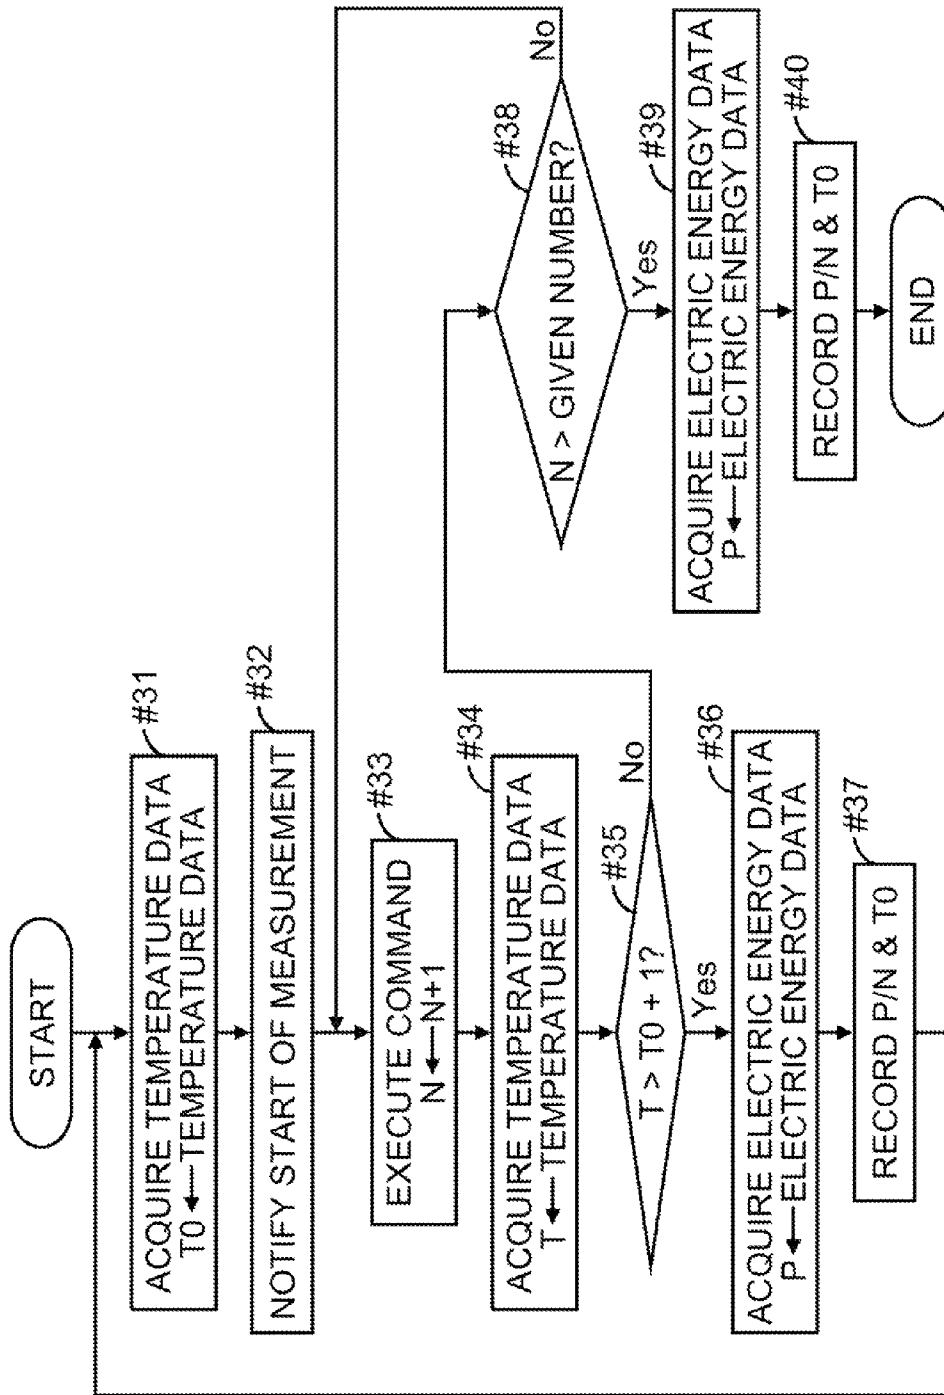 START
#31
ACQUIRE TEMPERATURE DATA
T0 ← TEMPERATURE DATA
#32
NOTIFY START OF MEASUREMENT
#33
EXECUTE COMMAND
N ← N+1
#34
ACQUIRE TEMPERATURE DATA
T ← TEMPERATURE DATA
#35
T > T0 + 1?
No
Yes
#36
ACQUIRE ELECTRIC ENERGY DATA
P ← ELECTRIC ENERGY DATA
#37
RECORD P/N & T0
#38
N > GIVEN NUMBER?
No
Yes
#39
ACQUIRE ELECTRIC ENERGY DATA
P ← ELECTRIC ENERGY DATA
#40
RECORD P/N & T0
END